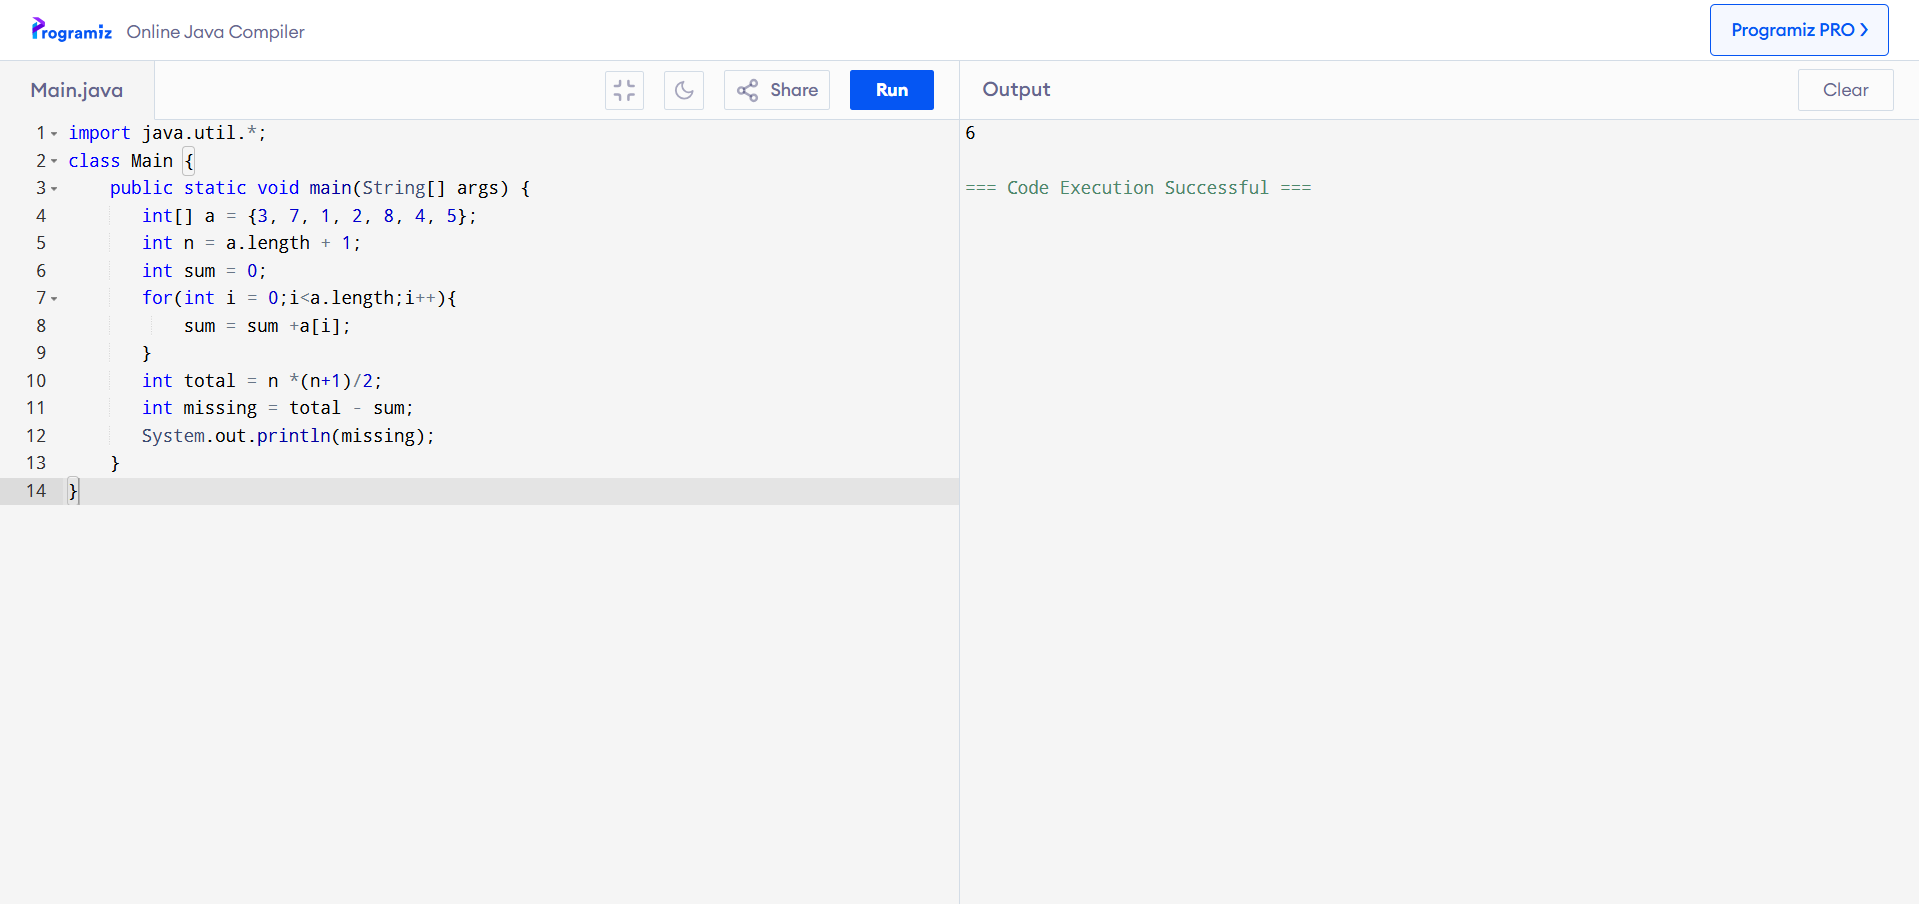 Programiz Online Java Compiler
Programiz PRO >
Main.java
Share
Run
Output
Clear
1 import java.util.*;
2 class Main {
3     public static void main(String[] args) {
4        int[] a = {3, 7, 1, 2, 8, 4, 5};
5        int n = a.length + 1;
6        int sum = 0;
7        for(int i = 0;i<a.length;i++){
8            sum = sum +a[i];
9        }
10        int total = n *(n+1)/2;
11        int missing = total - sum;
12        System.out.println(missing);
13     }
14 }
6
=== Code Execution Successful ===